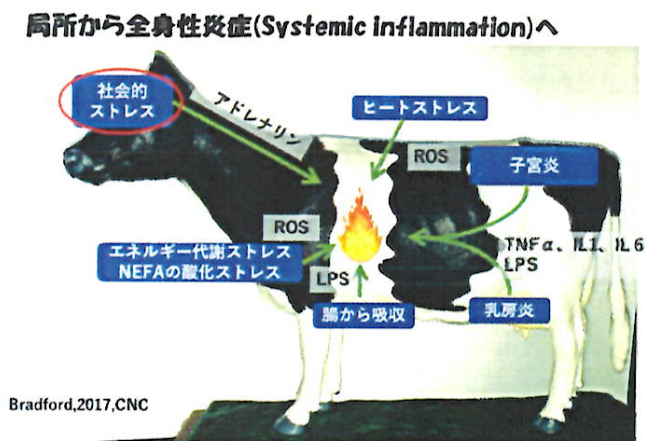 局所から全身性炎症(Systemic inflammation)へ
社会的
ストレス
アドレナリン
ヒートストレス
ROS
子宮炎
ROS
エネルギー代謝ストレス
NEFAの酸化ストレス
TNFα、IL1、IL6
LPS
LPS
腸から吸収
乳房炎
Bradford,2017,CNC